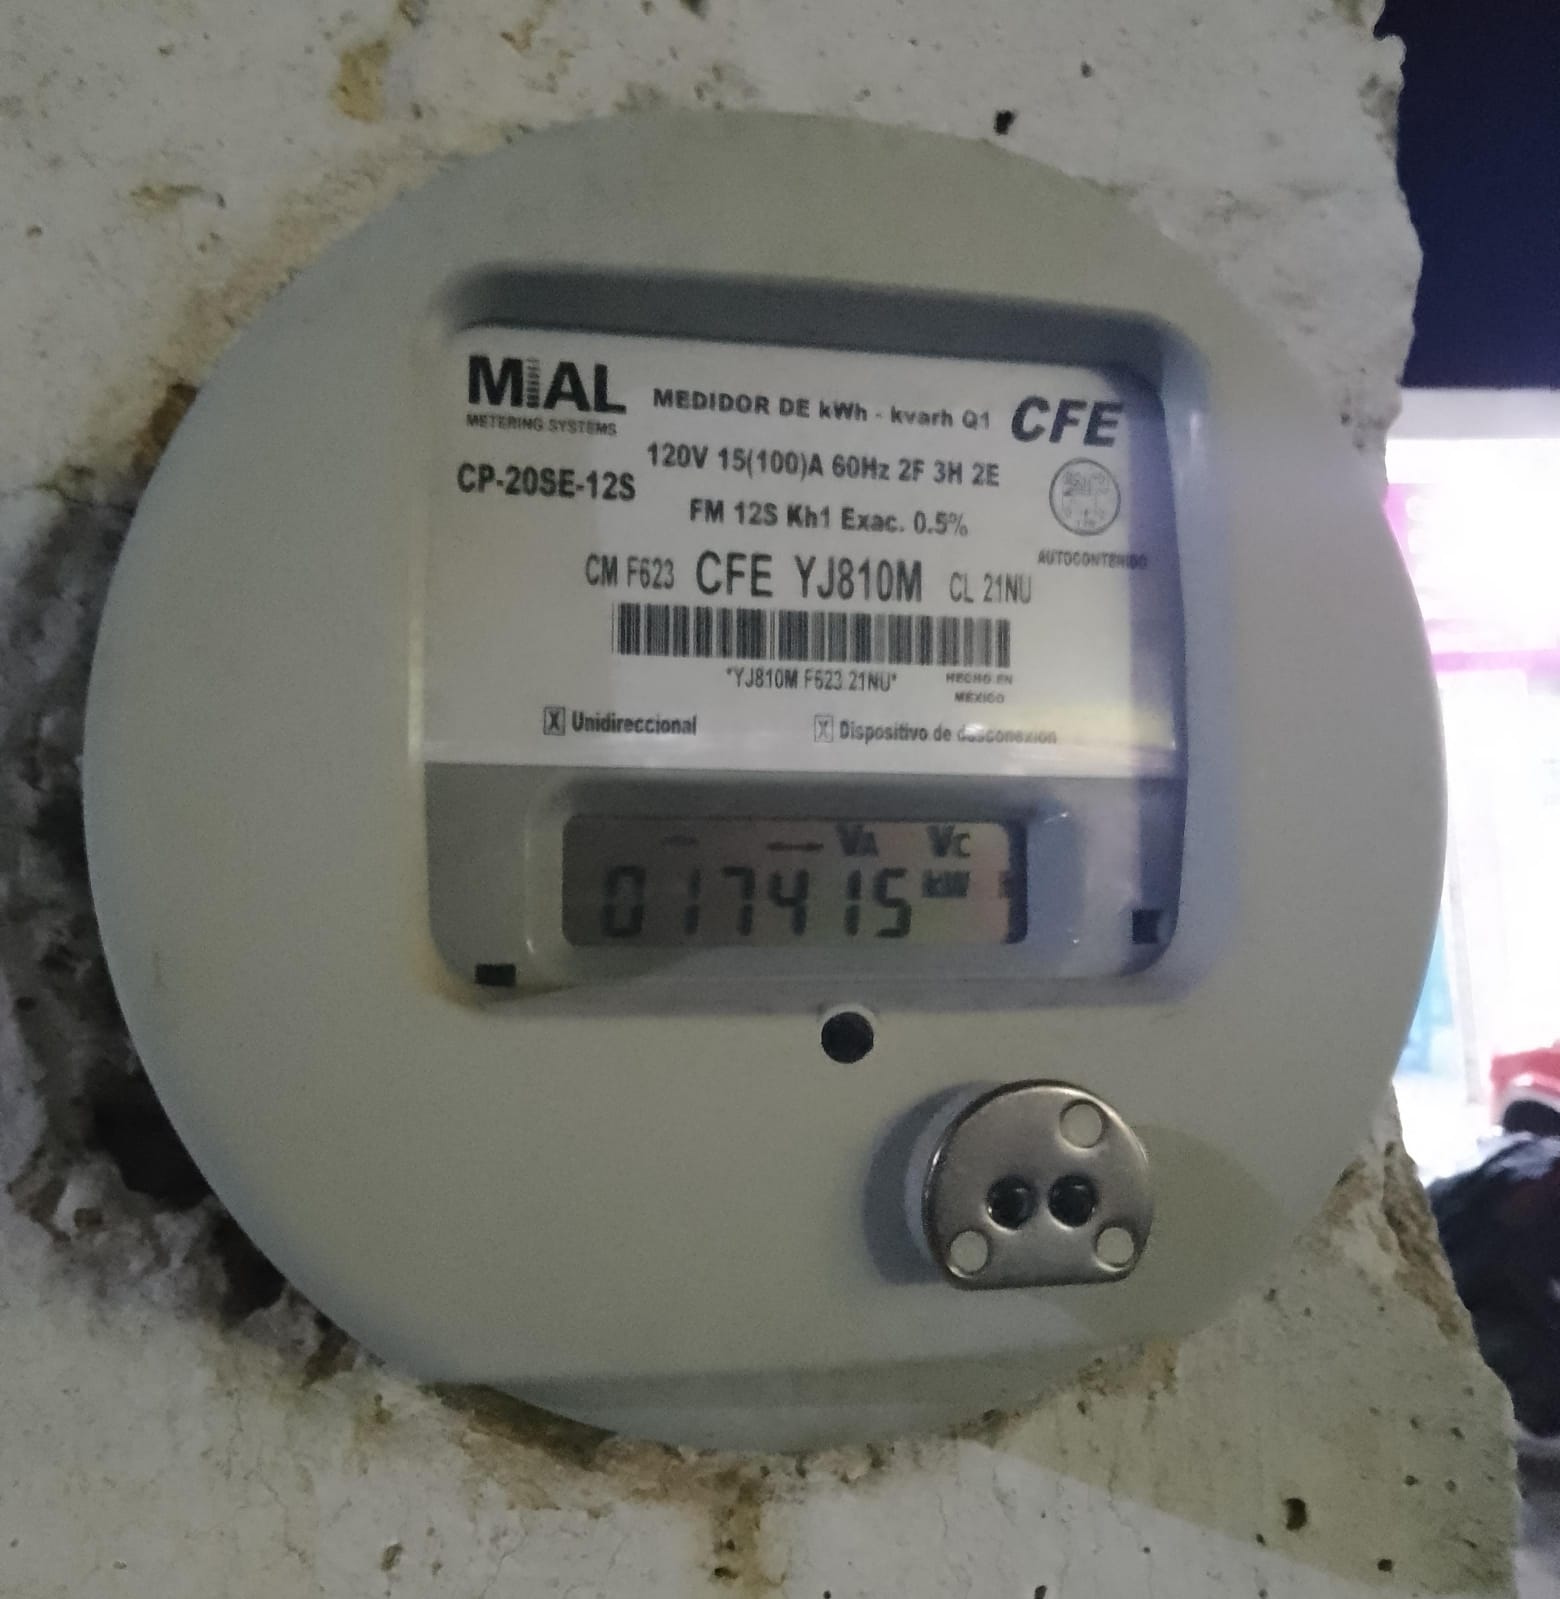 MIAL
METERING SYSTEMS
MEDIDOR DE kWh - kvarh Q1
CFE
120V 15(100)A 60Hz 2F 3H 2E
CP-20SE-12S
FM 12S Kh1 Exac. 0.5%
AUTOCONTENIDO
CM F623 CFE YJ810M CL 21NU
*YJ810M F623 21NU*
HECHO EN
MEXICO
X Unidireccional
X Dispositivo de desconexion
VA VC
017415 kW